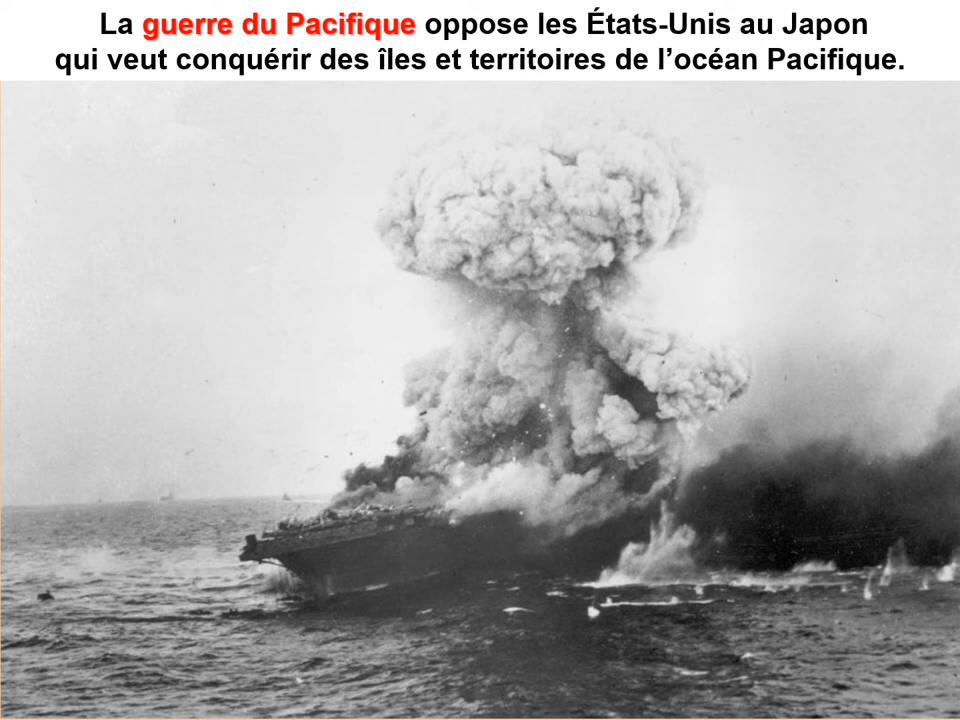 La guerre du Pacifique oppose les États-Unis au Japon
qui veut conquérir des îles et territoires de l’océan Pacifique.